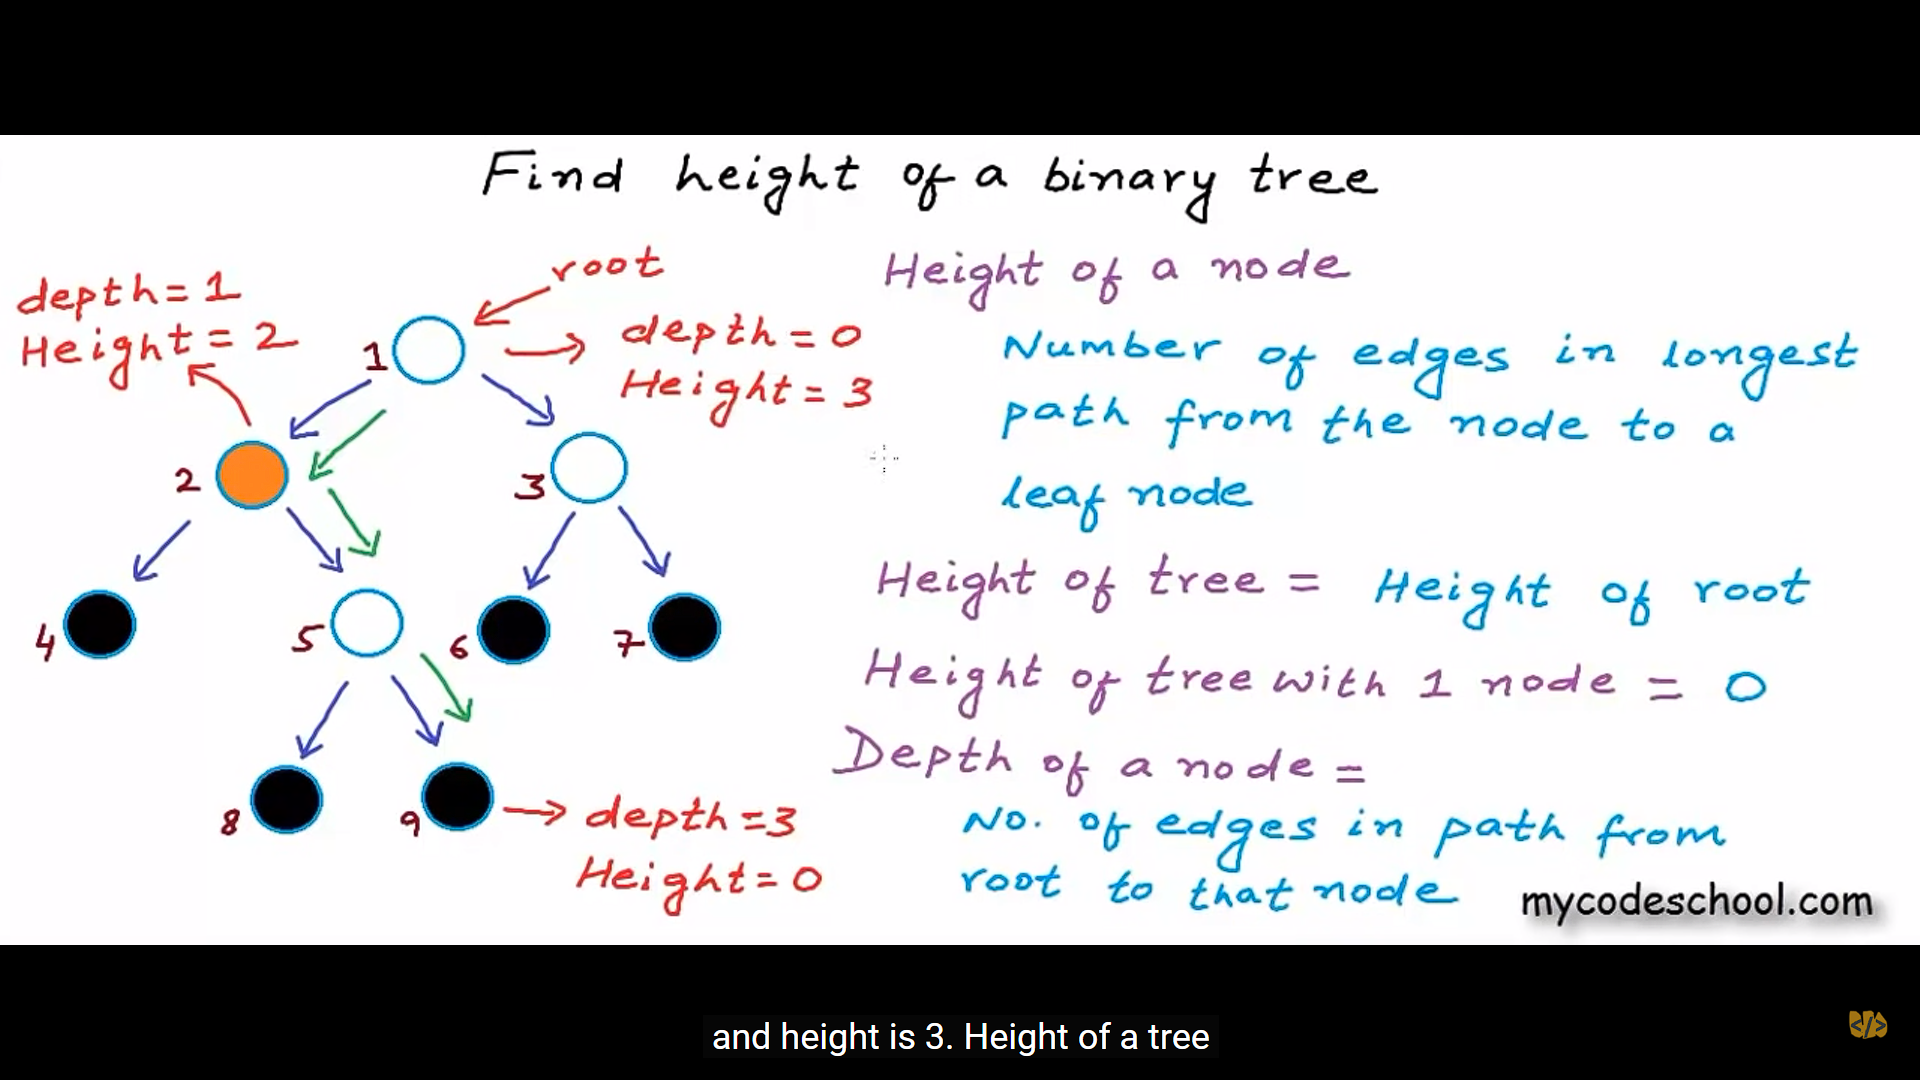 Find height of a binary tree
root
depth=1
Height=2
1
depth=0
Height=3
2
3
4
5
6
7
8
9
depth=3
Height=0
Height of a node
Number of edges in longest
path from the node to a
leaf node
Height of tree = Height of root
Height of tree with 1 node = 0
Depth of a node =
No. of edges in path from
root to that node
mycodeschool.com
</>
and height is 3. Height of a tree